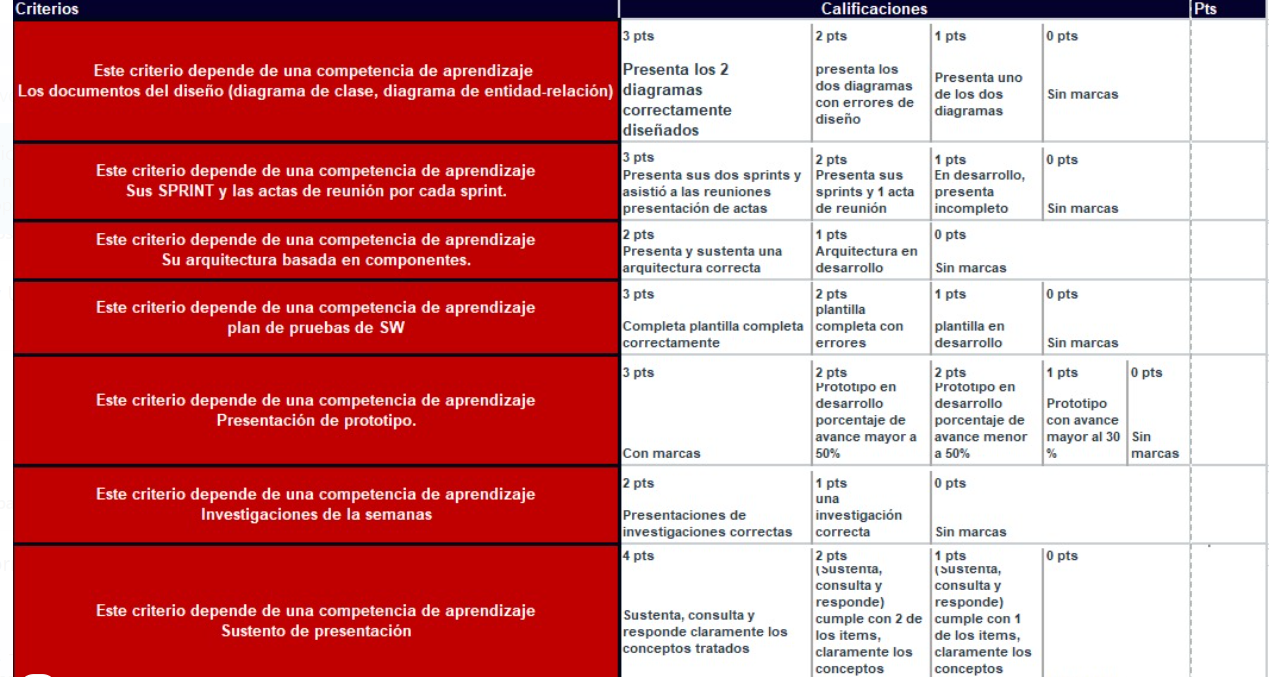 Criterios Calificaciones Pts
Este criterio depende de una competencia de aprendizaje
Los documentos del diseño (diagrama de clase, diagrama de entidad-relación)
3 pts
Presenta los 2
diagramas
correctamente
diseñados
2 pts
presenta los
dos diagramas
con errores de
diseño
1 pts
Presenta uno
de los dos
diagramas
0 pts
Sin marcas
Este criterio depende de una competencia de aprendizaje
Sus SPRINT y las actas de reunión por cada sprint.
3 pts
Presenta sus dos sprints y
asistió a las reuniones
presentación de actas
2 pts
Presenta sus
sprints y 1 acta
de reunión
1 pts
En desarrollo,
presenta
incompleto
0 pts
Sin marcas
Este criterio depende de una competencia de aprendizaje
Su arquitectura basada en componentes.
2 pts
Presenta y sustenta una
arquitectura correcta
1 pts
Arquitectura en
desarrollo
0 pts
Sin marcas
Este criterio depende de una competencia de aprendizaje
plan de pruebas de SW
3 pts
Completa plantilla completa
correctamente
2 pts
plantilla
completa con
errores
1 pts
plantilla en
desarrollo
0 pts
Sin marcas
Este criterio depende de una competencia de aprendizaje
Presentación de prototipo.
3 pts
Con marcas
2 pts
Prototipo en
desarrollo
porcentaje de
avance mayor a
50%
2 pts
Prototipo en
desarrollo
porcentaje de
avance menor
a 50%
1 pts
Prototipo
con avance
mayor al 30
%
0 pts
Sin
marcas
Este criterio depende de una competencia de aprendizaje
Investigaciones de la semanas
2 pts
Presentaciones de
investigaciones correctas
1 pts
una
investigación
correcta
0 pts
Sin marcas
Este criterio depende de una competencia de aprendizaje
Sustento de presentación
4 pts
Sustenta, consulta y
responde claramente los
conceptos tratados
2 pts
(Sustenta,
consulta y
responde)
cumple con 2 de
los items,
claramente los
conceptos
1 pts
(Sustenta,
consulta y
responde)
cumple con 1
de los items,
claramente los
conceptos
0 pts